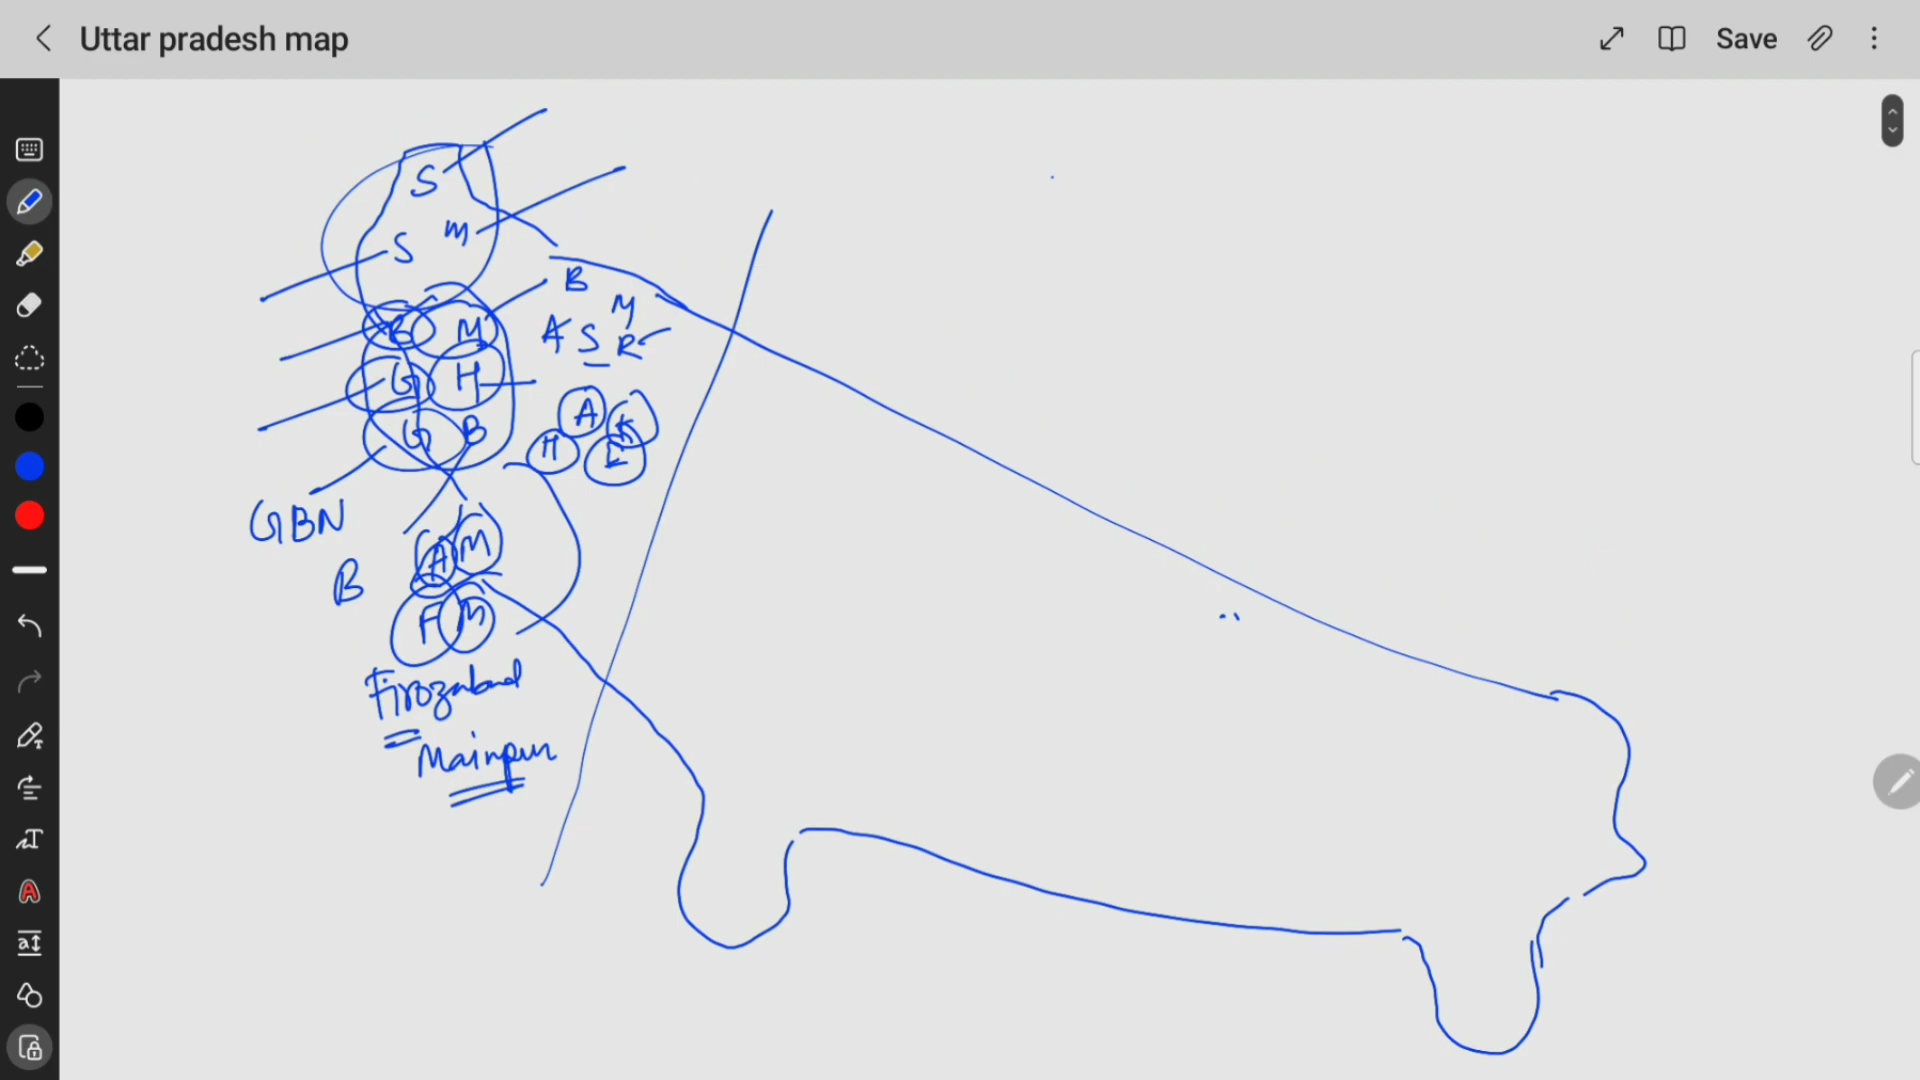 Uttar pradesh map
Save
S
m
S
B
M
B M
A S R
G H
A
K
G B
H
E
GBN
A M
B
F M
Firozabad
Mainpuri